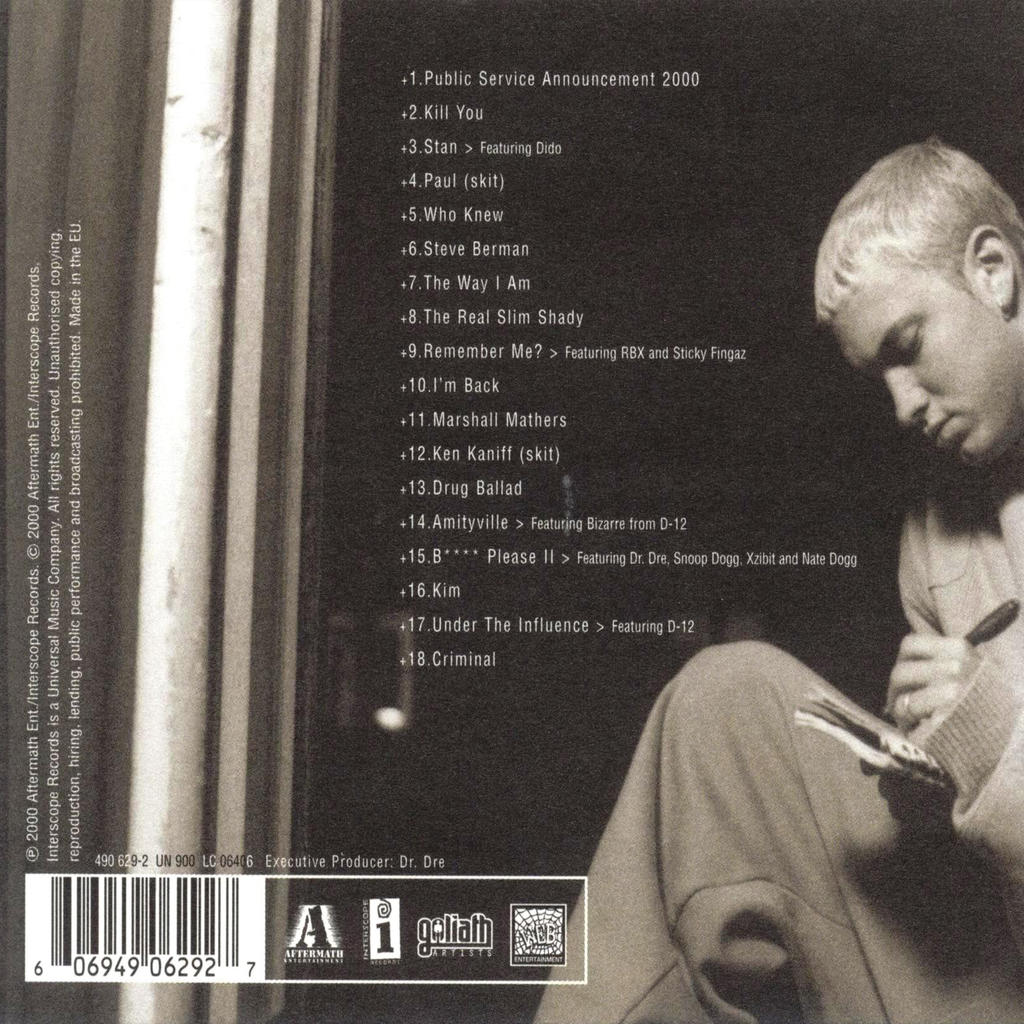 +1.Public Service Announcement 2000
+2.Kill You
+3.Stan > Featuring Dido
+4.Paul (skit)
+5.Who Knew
+6.Steve Berman
+7.The Way I Am
+8.The Real Slim Shady
+9.Remember Me? > Featuring RBX and Sticky Fingaz
+10.I'm Back
+11.Marshall Mathers
+12.Ken Kaniff (skit)
+13.Drug Ballad
+14.Amityville > Featuring Bizarre from D-12
+15.B**** Please II > Featuring Dr. Dre, Snoop Dogg, Xzibit and Nate Dogg
+16.Kim
+17.Under The Influence > Featuring D-12
+18.Criminal
℗ 2000 Aftermath Ent./Interscope Records. © 2000 Aftermath Ent./Interscope Records.
Interscope Records is a Universal Music Company. All rights reserved. Unauthorised copying,
reproduction, hiring, lending, public performance and broadcasting prohibited. Made in the EU.
490 629-2 UN 900 LC 06406 Executive Producer: Dr. Dre
6 06949 06292 7
AFTERMATH
ENTERTAINMENT
INTERSCOPE
RECORDS
goliath
ARTISTS
WEB
ENTERTAINMENT